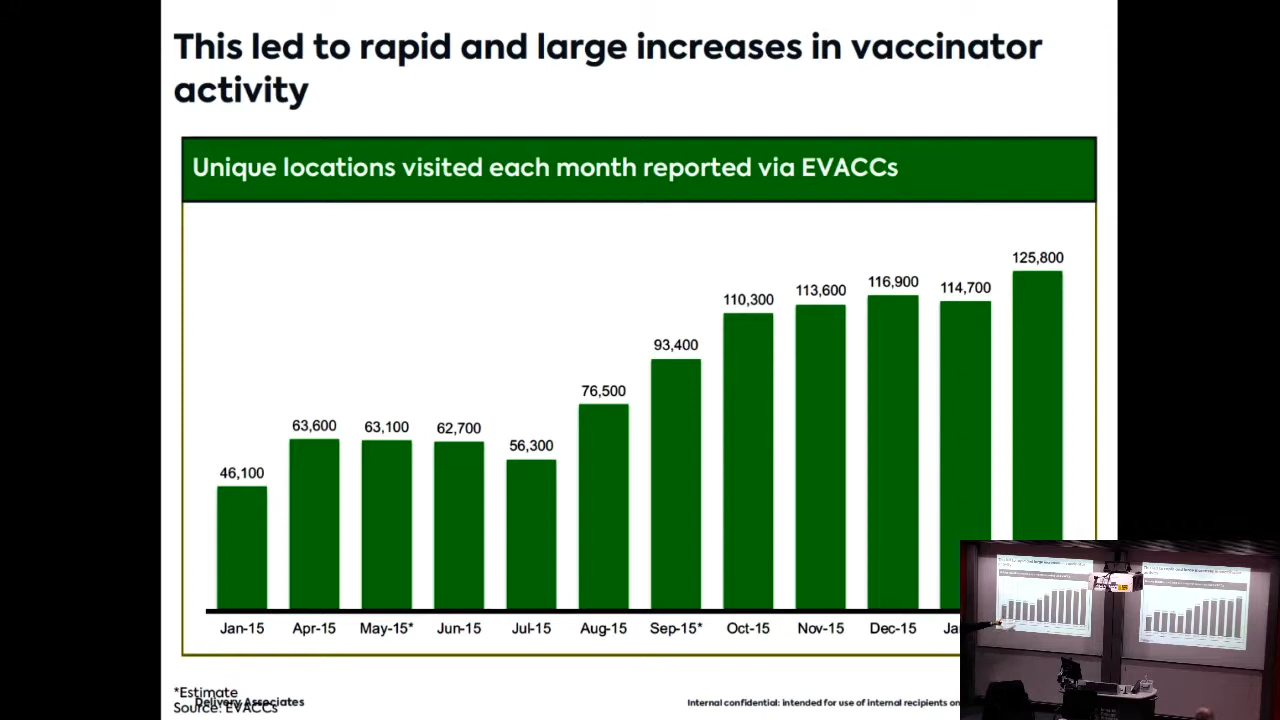 This led to rapid and large increases in vaccinator
activity
Unique locations visited each month reported via EVACCs
46,100
63,600
63,100
62,700
56,300
76,500
93,400
110,300
113,600
116,900
114,700
125,800
Jan-15
Apr-15
May-15*
Jun-15
Jul-15
Aug-15
Sep-15*
Oct-15
Nov-15
Dec-15
*Estimate
Delivery Associates
Source: EVACCs
Internal confidential: intended for use of internal recipients